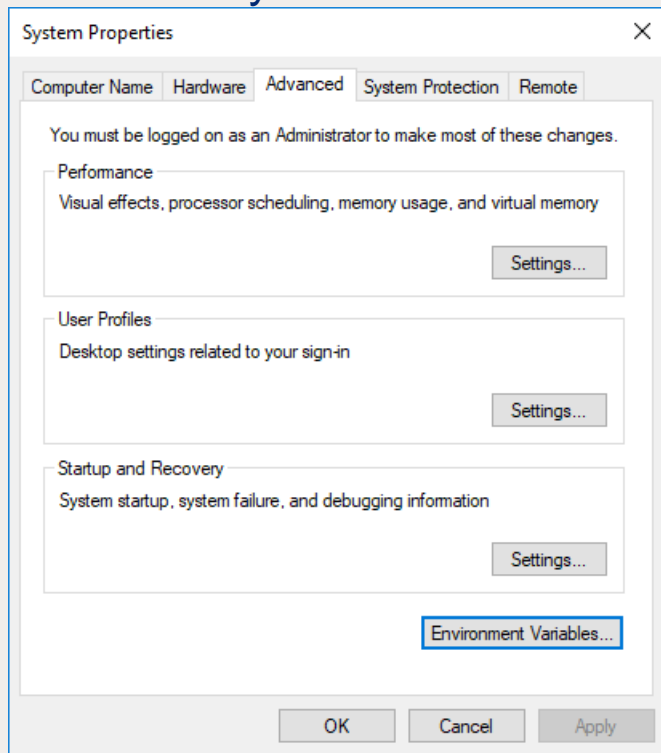 System Properties
Computer Name Hardware Advanced System Protection Remote
You must be logged on as an Administrator to make most of these changes.
Performance
Visual effects, processor scheduling, memory usage, and virtual memory
Settings...
User Profiles
Desktop settings related to your sign-in
Settings...
Startup and Recovery
System startup, system failure, and debugging information
Settings...
Environment Variables...
OK Cancel Apply